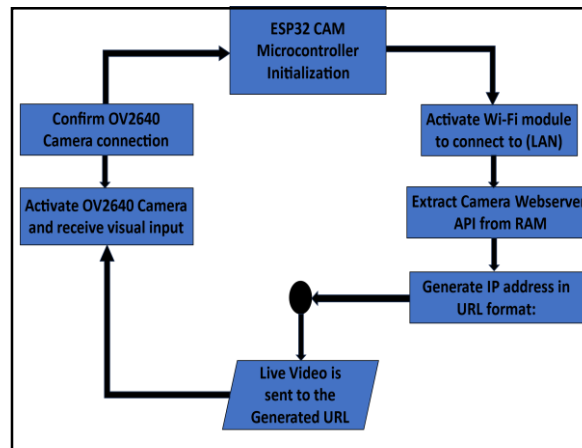 ESP32 CAM
Microcontroller
Initialization
Confirm OV2640
Camera connection
Activate Wi-Fi module
to connect to (LAN)
Activate OV2640 Camera
and receive visual input
Extract Camera Webserver
API from RAM
Generate IP address in
URL format:
Live Video is
sent to the
Generated URL